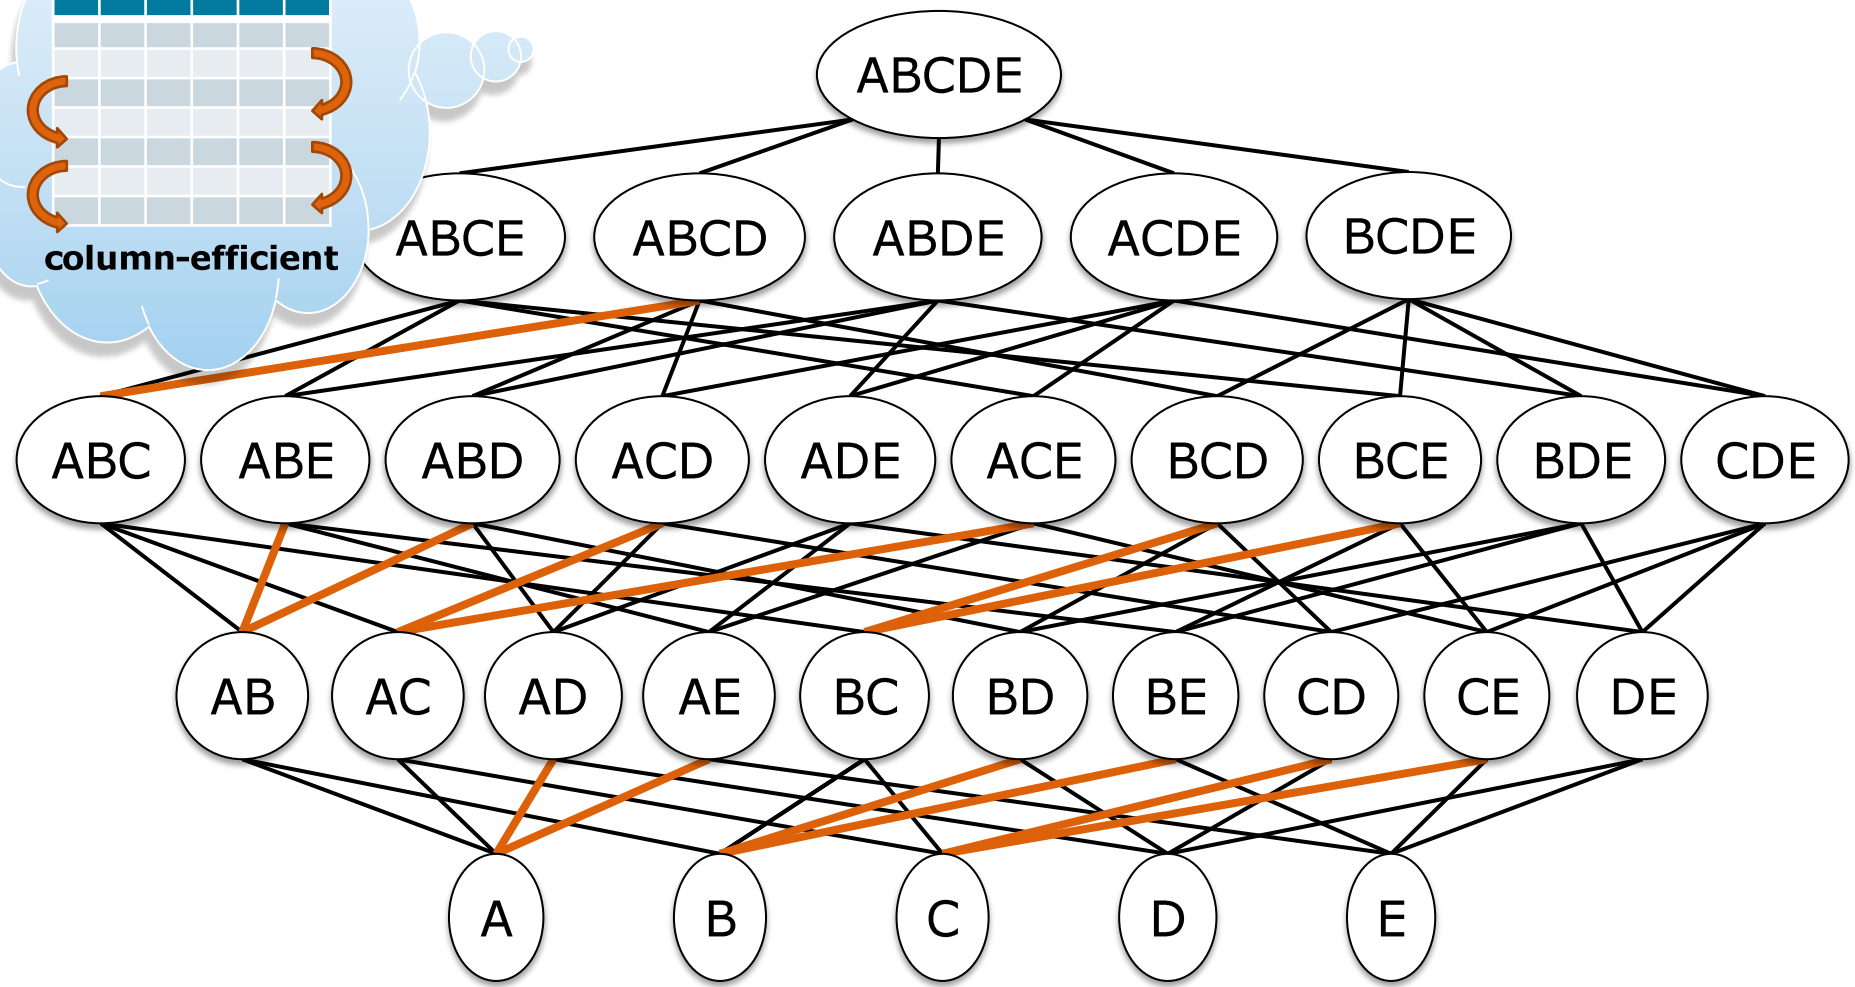 ABCDE
ABCE ABCD ABDE ACDE BCDE
column-efficient
ABC ABE ABD ACD ADE ACE BCD BCE BDE CDE
AB AC AD AE BC BD BE CD CE DE
A B C D E